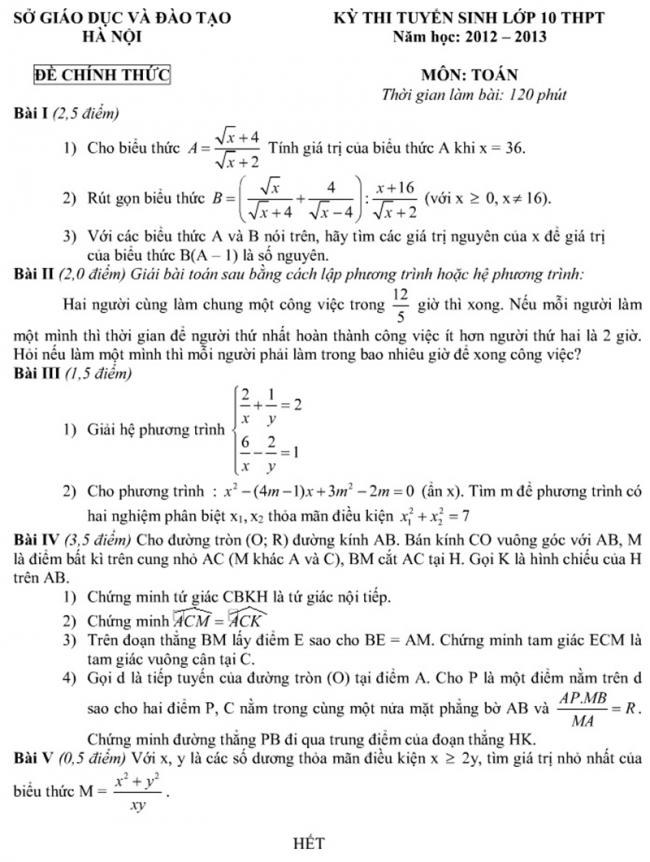 SỞ GIÁO DỤC VÀ ĐÀO TẠO
HÀ NỘI
KỲ THI TUYỂN SINH LỚP 10 THPT
Năm học: 2012 – 2013
ĐỀ CHÍNH THỨC
MÔN: TOÁN
Thời gian làm bài: 120 phút
Bài I (2,5 điểm)
1) Cho biểu thức A = (√x + 4)/(√x + 2) Tính giá trị của biểu thức A khi x = 36.
2) Rút gọn biểu thức B = (√x/(√x + 4) + 4/(√x − 4)) : (x + 16)/(√x + 2) (với x ≥ 0, x ≠ 16).
3) Với các biểu thức A và B nói trên, hãy tìm các giá trị nguyên của x để giá trị
của biểu thức B(A – 1) là số nguyên.
Bài II (2,0 điểm) Giải bài toán sau bằng cách lập phương trình hoặc hệ phương trình:
Hai người cùng làm chung một công việc trong 12/5 giờ thì xong. Nếu mỗi người làm
một mình thì thời gian để người thứ nhất hoàn thành công việc ít hơn người thứ hai là 2 giờ.
Hỏi nếu làm một mình thì mỗi người phải làm trong bao nhiêu giờ để xong công việc?
Bài III (1,5 điểm)
1) Giải hệ phương trình { 2/x + 1/y = 2
6/x − 2/y = 1
2) Cho phương trình : x² − (4m − 1)x + 3m² − 2m = 0 (ẩn x). Tìm m để phương trình có
hai nghiệm phân biệt x₁, x₂ thỏa mãn điều kiện x₁² + x₂² = 7
Bài IV (3,5 điểm) Cho đường tròn (O; R) đường kính AB. Bán kính CO vuông góc với AB, M
là điểm bất kì trên cung nhỏ AC (M khác A và C), BM cắt AC tại H. Gọi K là hình chiếu của H
trên AB.
1) Chứng minh tứ giác CBKH là tứ giác nội tiếp.
2) Chứng minh ACM = ACK
3) Trên đoạn thẳng BM lấy điểm E sao cho BE = AM. Chứng minh tam giác ECM là
tam giác vuông cân tại C.
4) Gọi d là tiếp tuyến của đường tròn (O) tại điểm A. Cho P là một điểm nằm trên d
sao cho hai điểm P, C nằm trong cùng một nửa mặt phẳng bờ AB và AP.MB/MA = R.
Chứng minh đường thẳng PB đi qua trung điểm của đoạn thẳng HK.
Bài V (0,5 điểm) Với x, y là các số dương thỏa mãn điều kiện x ≥ 2y, tìm giá trị nhỏ nhất của
biểu thức M = (x² + y²)/xy .
HẾT